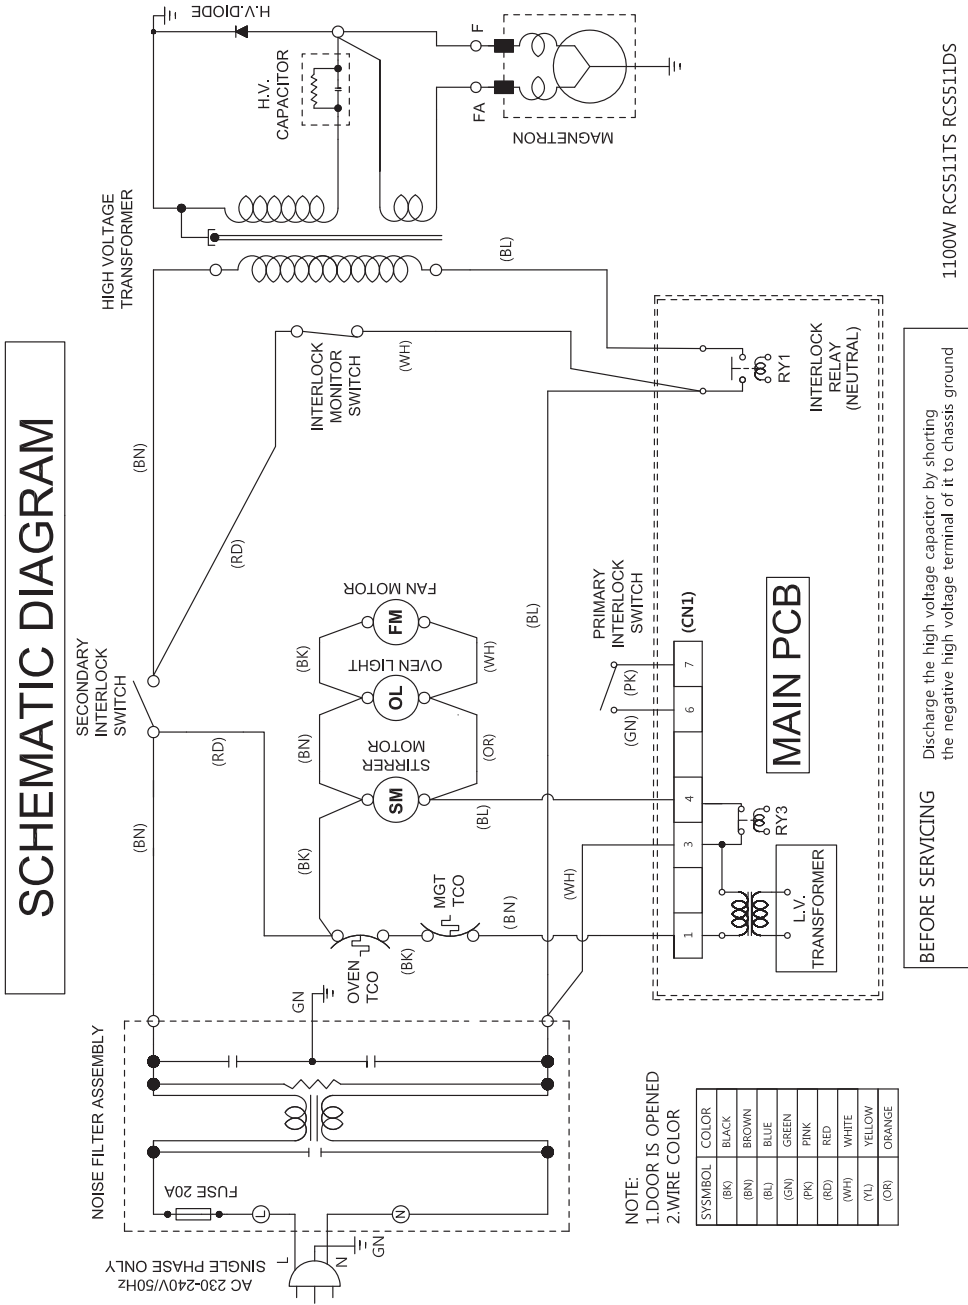 SCHEMATIC DIAGRAM
NOISE FILTER ASSEMBLY
FUSE 20A
AC 230-240V/50Hz
SINGLE PHASE ONLY
L
N
GN
L
N
GN
(BN)
SECONDARY
INTERLOCK
SWITCH
(BN)
(RD)
(RD)
HIGH VOLTAGE
TRANSFORMER
H.V.DIODE
H.V.
CAPACITOR
F
FA
MAGNETRON
INTERLOCK
MONITOR
SWITCH
(WH)
(BL)
OVEN
TCO
(BK)
MGT
TCO
(BN)
(BK)
SM
STIRRER
MOTOR
(BL)
(BN)
(OR)
OL
OVEN LIGHT
(BK)
(WH)
FM
FAN MOTOR
(WH)
(BL)
PRIMARY
INTERLOCK
SWITCH
(GN)
(PK)
(CN1)
1
3
4
6
7
L.V.
TRANSFORMER
RY3
MAIN PCB
RY1
INTERLOCK
RELAY
(NEUTRAL)
NOTE:
1.DOOR IS OPENED
2.WIRE COLOR
SYSMBOL COLOR
(BK) BLACK
(BN) BROWN
(BL) BLUE
(GN) GREEN
(PK) PINK
(RD) RED
(WH) WHITE
(YL) YELLOW
(OR) ORANGE
BEFORE SERVICING Discharge the high voltage capacitor by shorting
the negative high voltage terminal of it to chassis ground
1100W RCS511TS RCS511DS